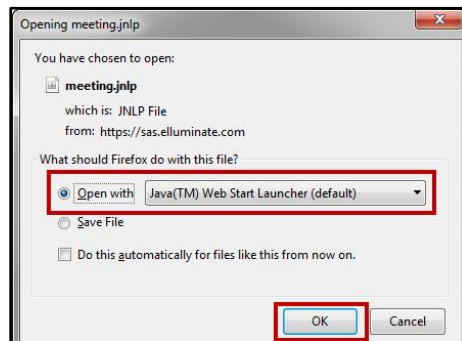 Opening meeting.jnlp
You have chosen to open:
meeting.jnlp
which is: JNLP File
from: https://sas.elluminate.com
What should Firefox do with this file?
Open with Java(TM) Web Start Launcher (default)
Save File
Do this automatically for files like this from now on.
OK Cancel